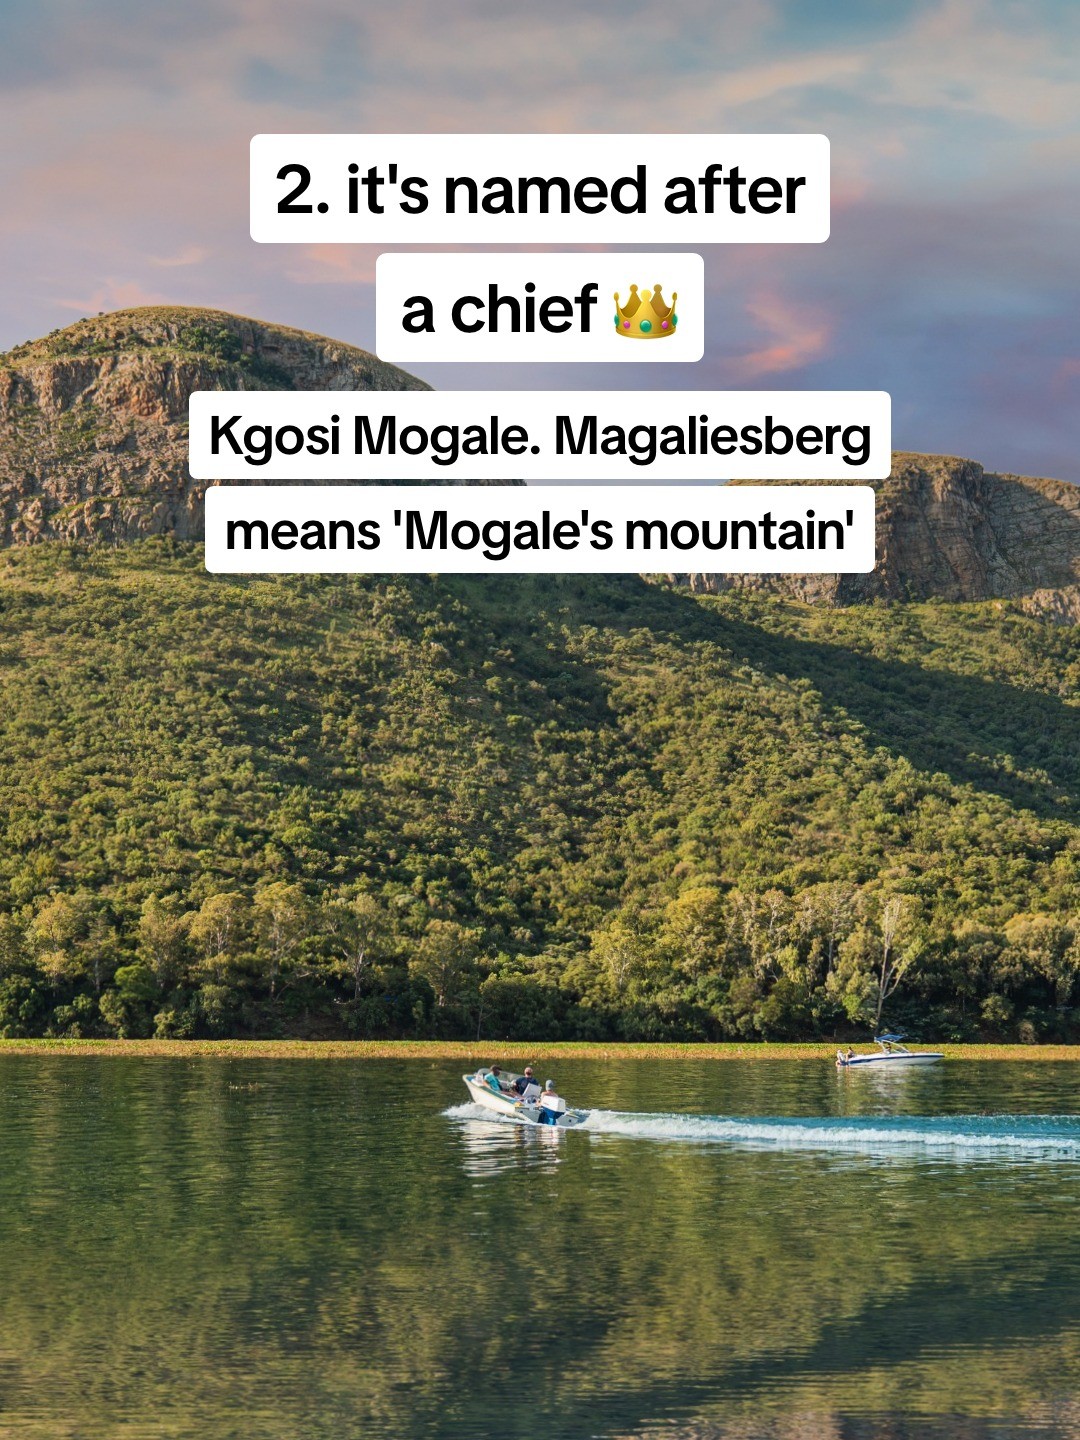 2. it's named after
a chief 👑
Kgosi Mogale. Magaliesberg
means 'Mogale's mountain'